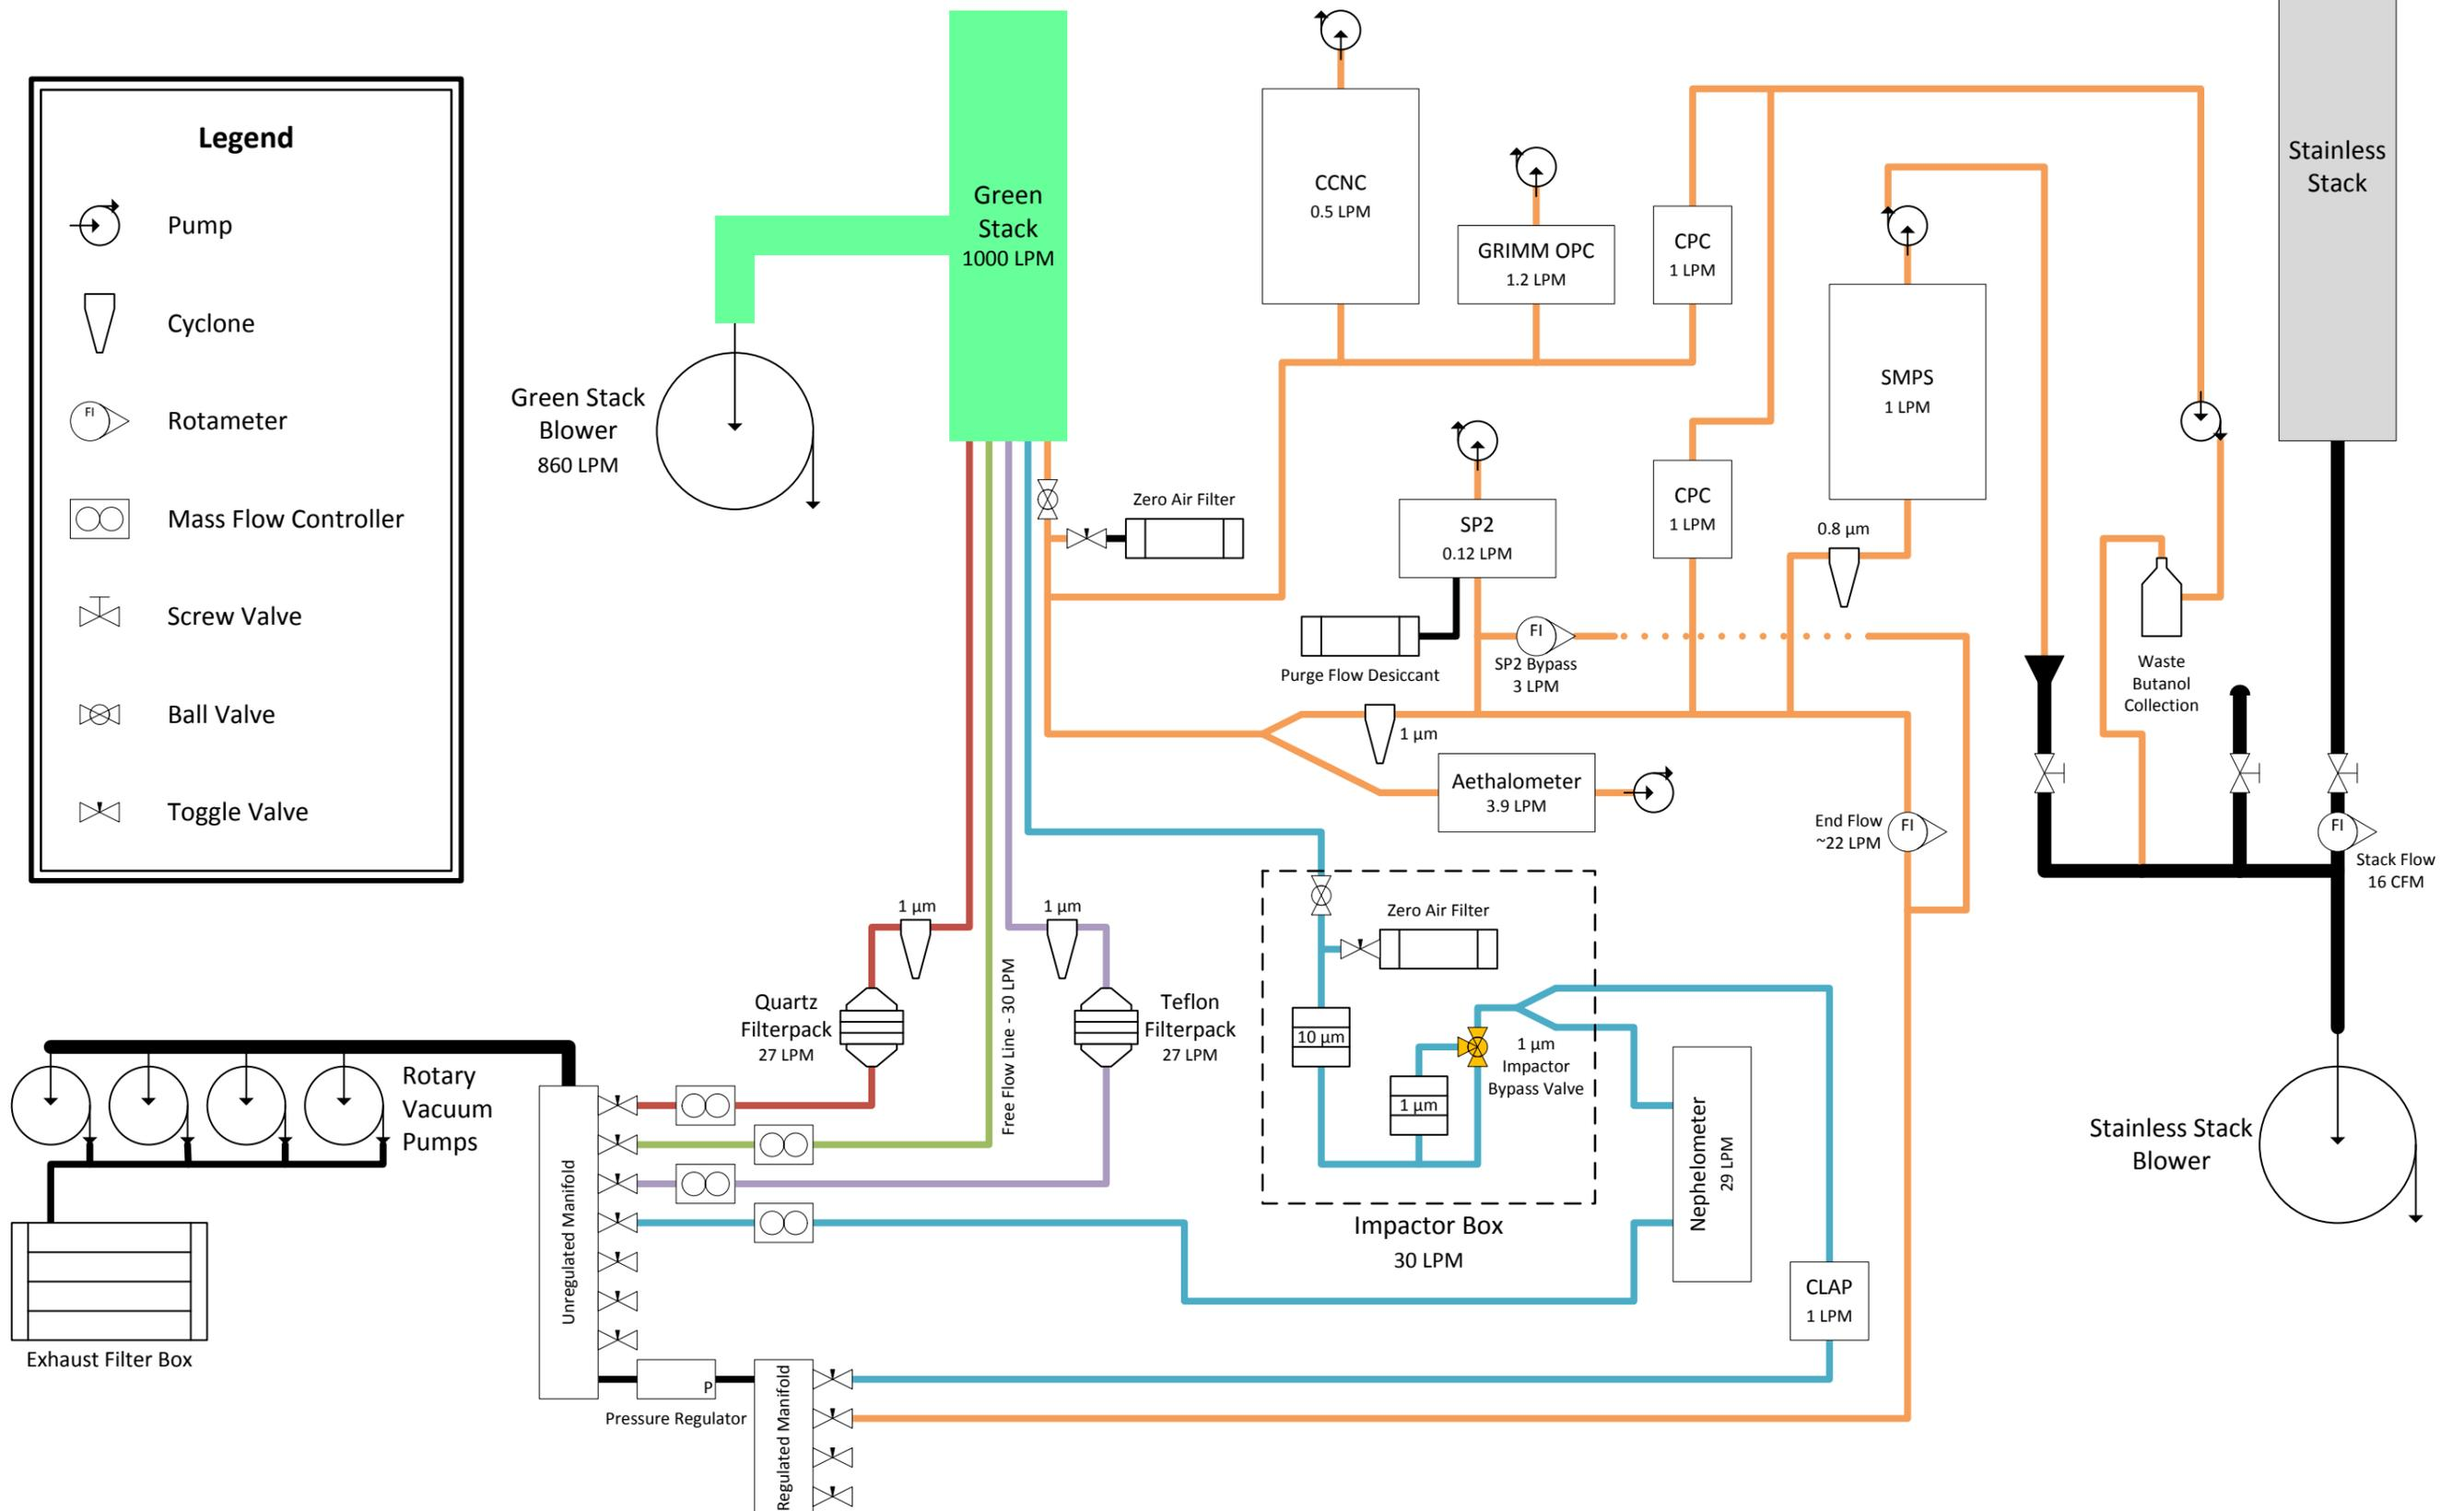 Legend
Pump
Cyclone
FI
Rotameter
Mass Flow Controller
Screw Valve
Ball Valve
Toggle Valve
Green
Stack
1000 LPM
Green Stack
Blower
860 LPM
CCNC
0.5 LPM
GRIMM OPC
1.2 LPM
CPC
1 LPM
SMPS
1 LPM
Stainless
Stack
Zero Air Filter
SP2
0.12 LPM
CPC
1 LPM
0.8 µm
Purge Flow Desiccant
FI
SP2 Bypass
3 LPM
Waste
Butanol
Collection
1 µm
Aethalometer
3.9 LPM
End Flow
~22 LPM
FI
FI
Stack Flow
16 CFM
1 µm
1 µm
Zero Air Filter
Quartz
Filterpack
27 LPM
Free Flow Line - 30 LPM
Teflon
Filterpack
27 LPM
10 µm
1 µm
1 µm
Impactor
Bypass Valve
Impactor Box
30 LPM
Nephelometer
29 LPM
Rotary
Vacuum
Pumps
Unregulated Manifold
Stainless Stack
Blower
CLAP
1 LPM
Exhaust Filter Box
P
Pressure Regulator
Regulated Manifold